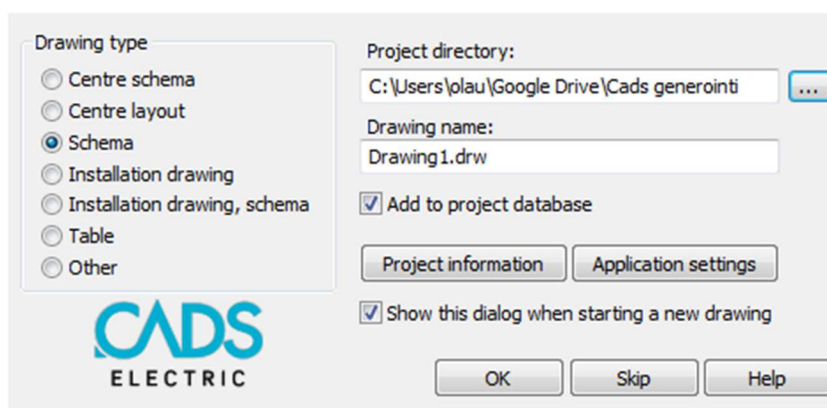 Drawing type
Centre schema
Centre layout
Schema
Installation drawing
Installation drawing, schema
Table
Other
CADS
ELECTRIC
Project directory:
C:\Users\olau\Google Drive\Cads generointi
...
Drawing name:
Drawing1.drw
Add to project database
Project information Application settings
Show this dialog when starting a new drawing
OK Skip Help